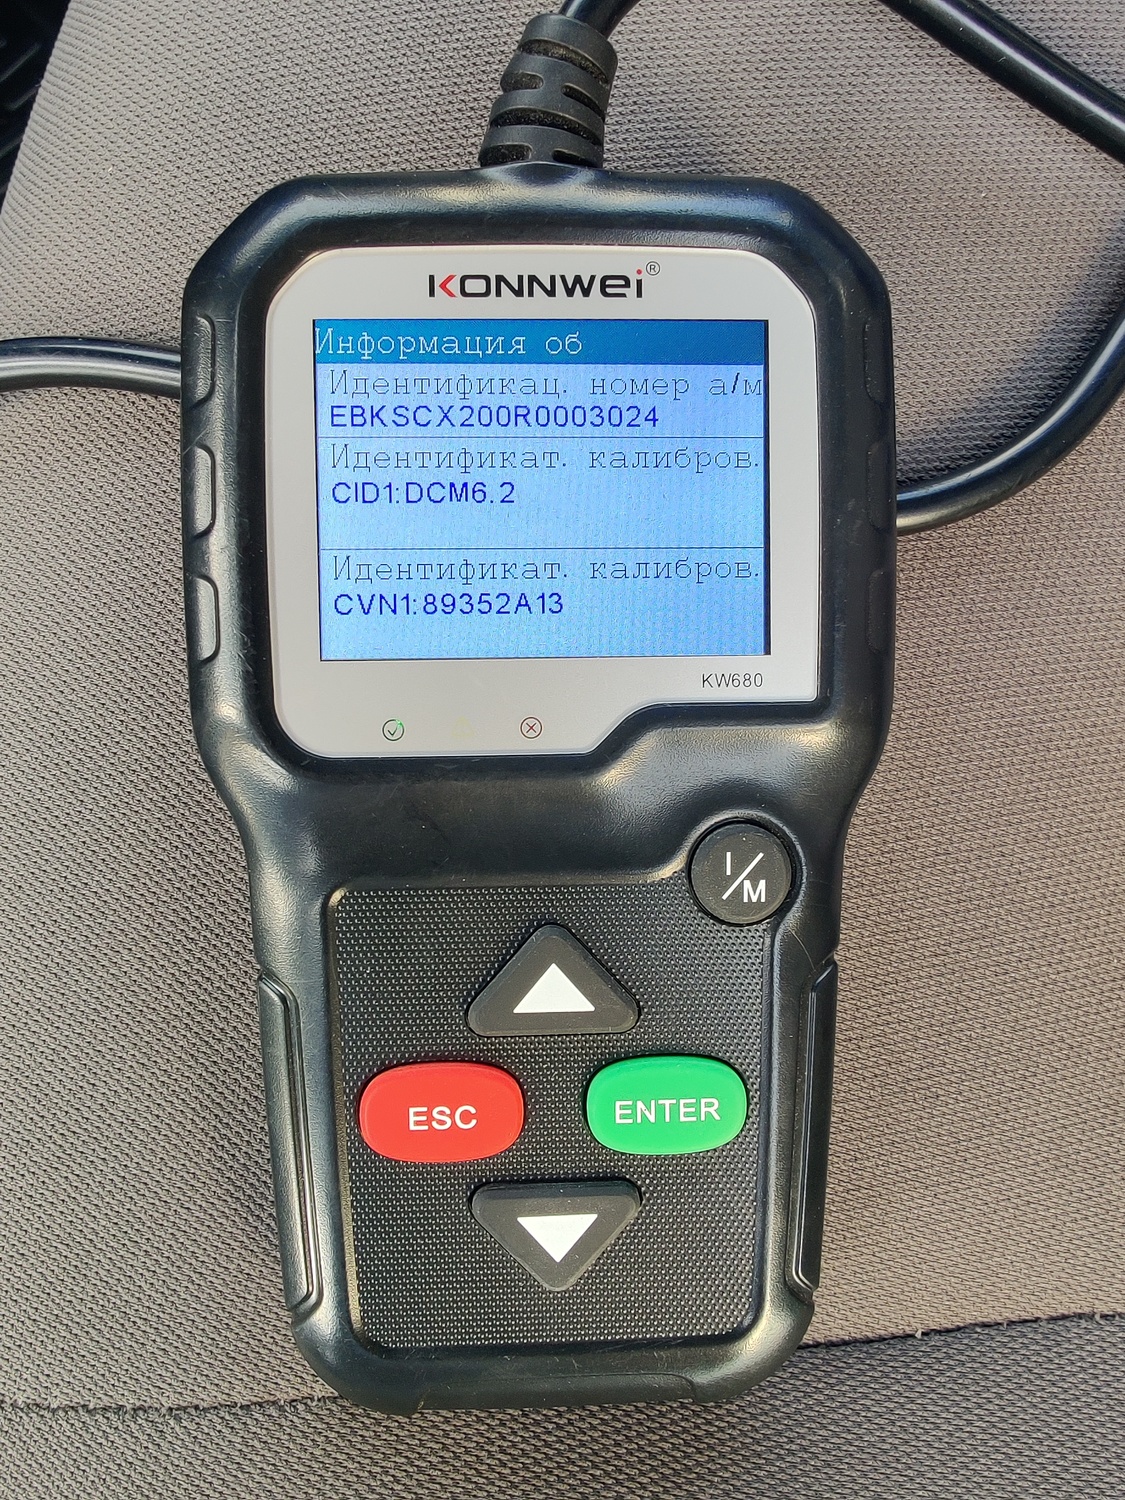 KONNWEI®
Информация об
Идентификац. номер а/м
EBKSCX200R0003024
Идентификат. калибров.
CID1:DCM6.2
Идентификат. калибров.
CVN1:89352A13
KW680
I/M
ESC
ENTER